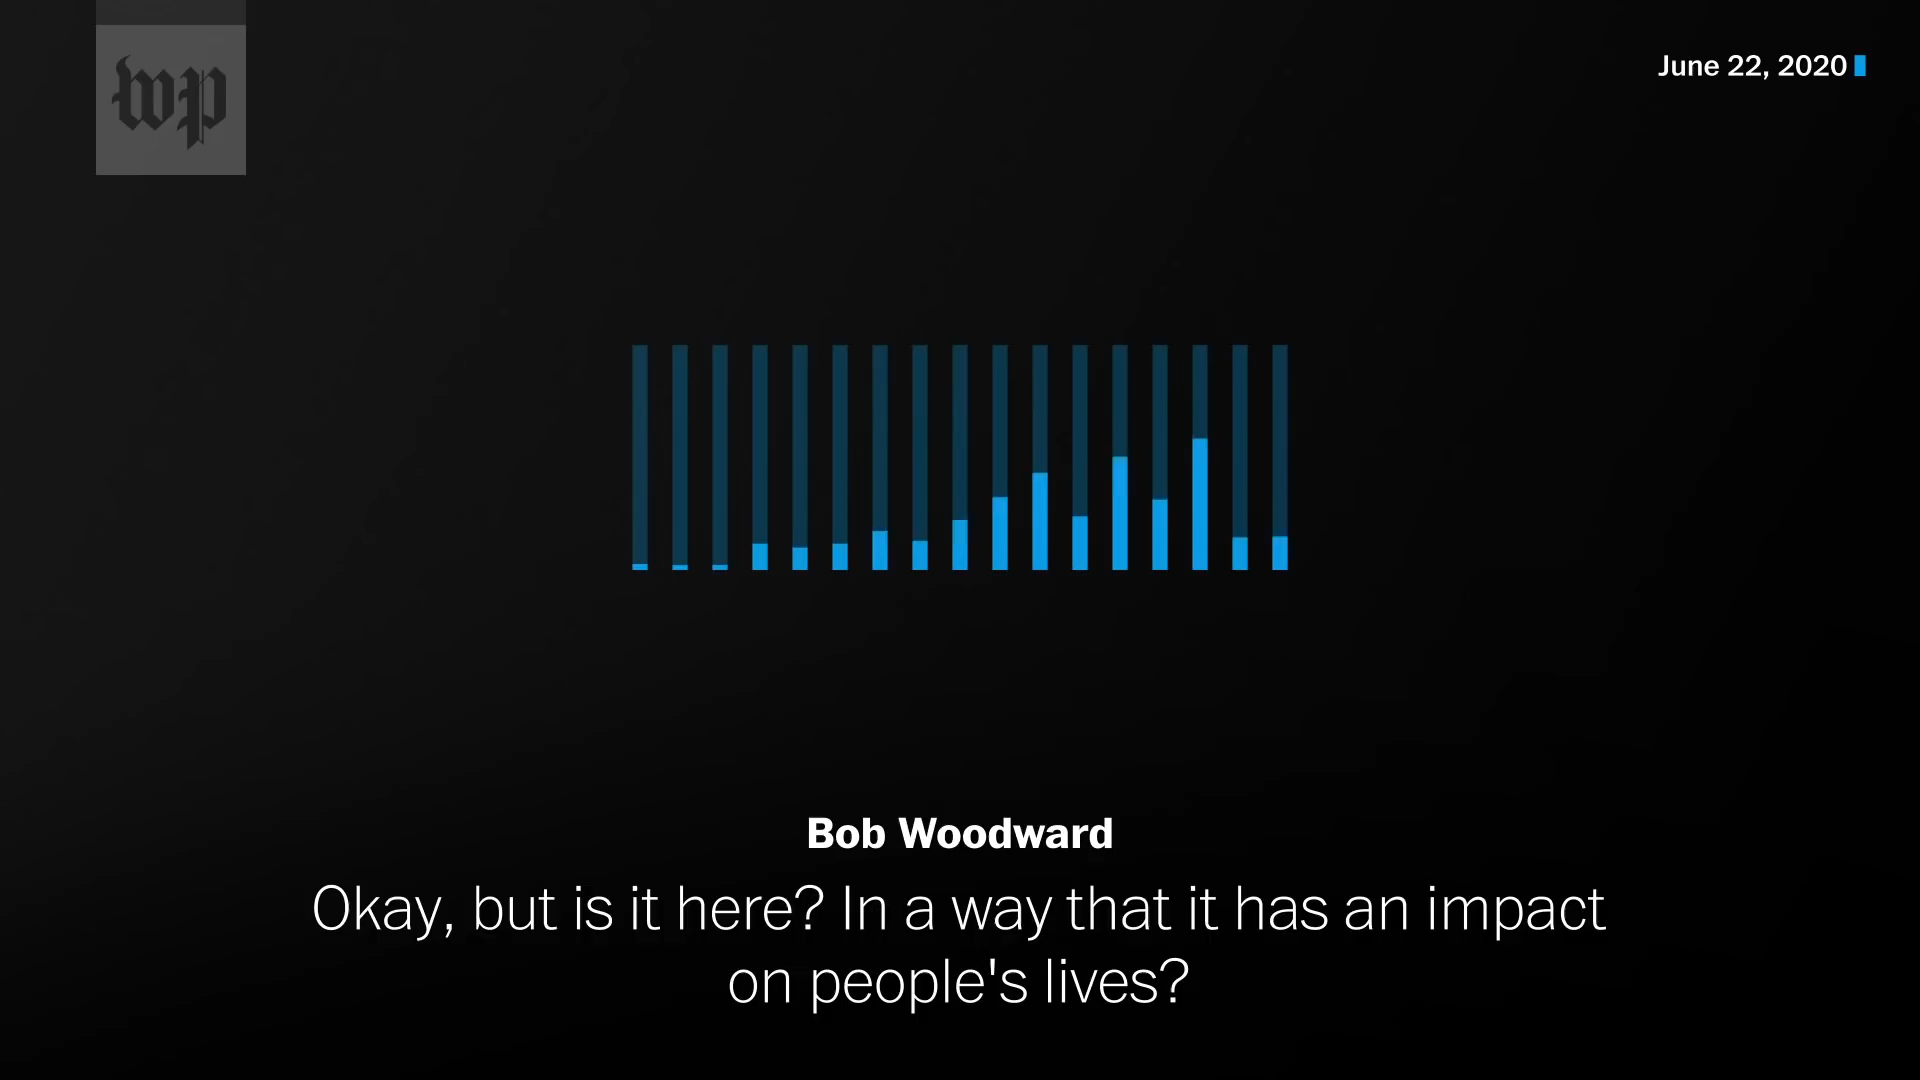 wp
June 22, 2020
Bob Woodward
Okay, but is it here? In a way that it has an impact
on people's lives?